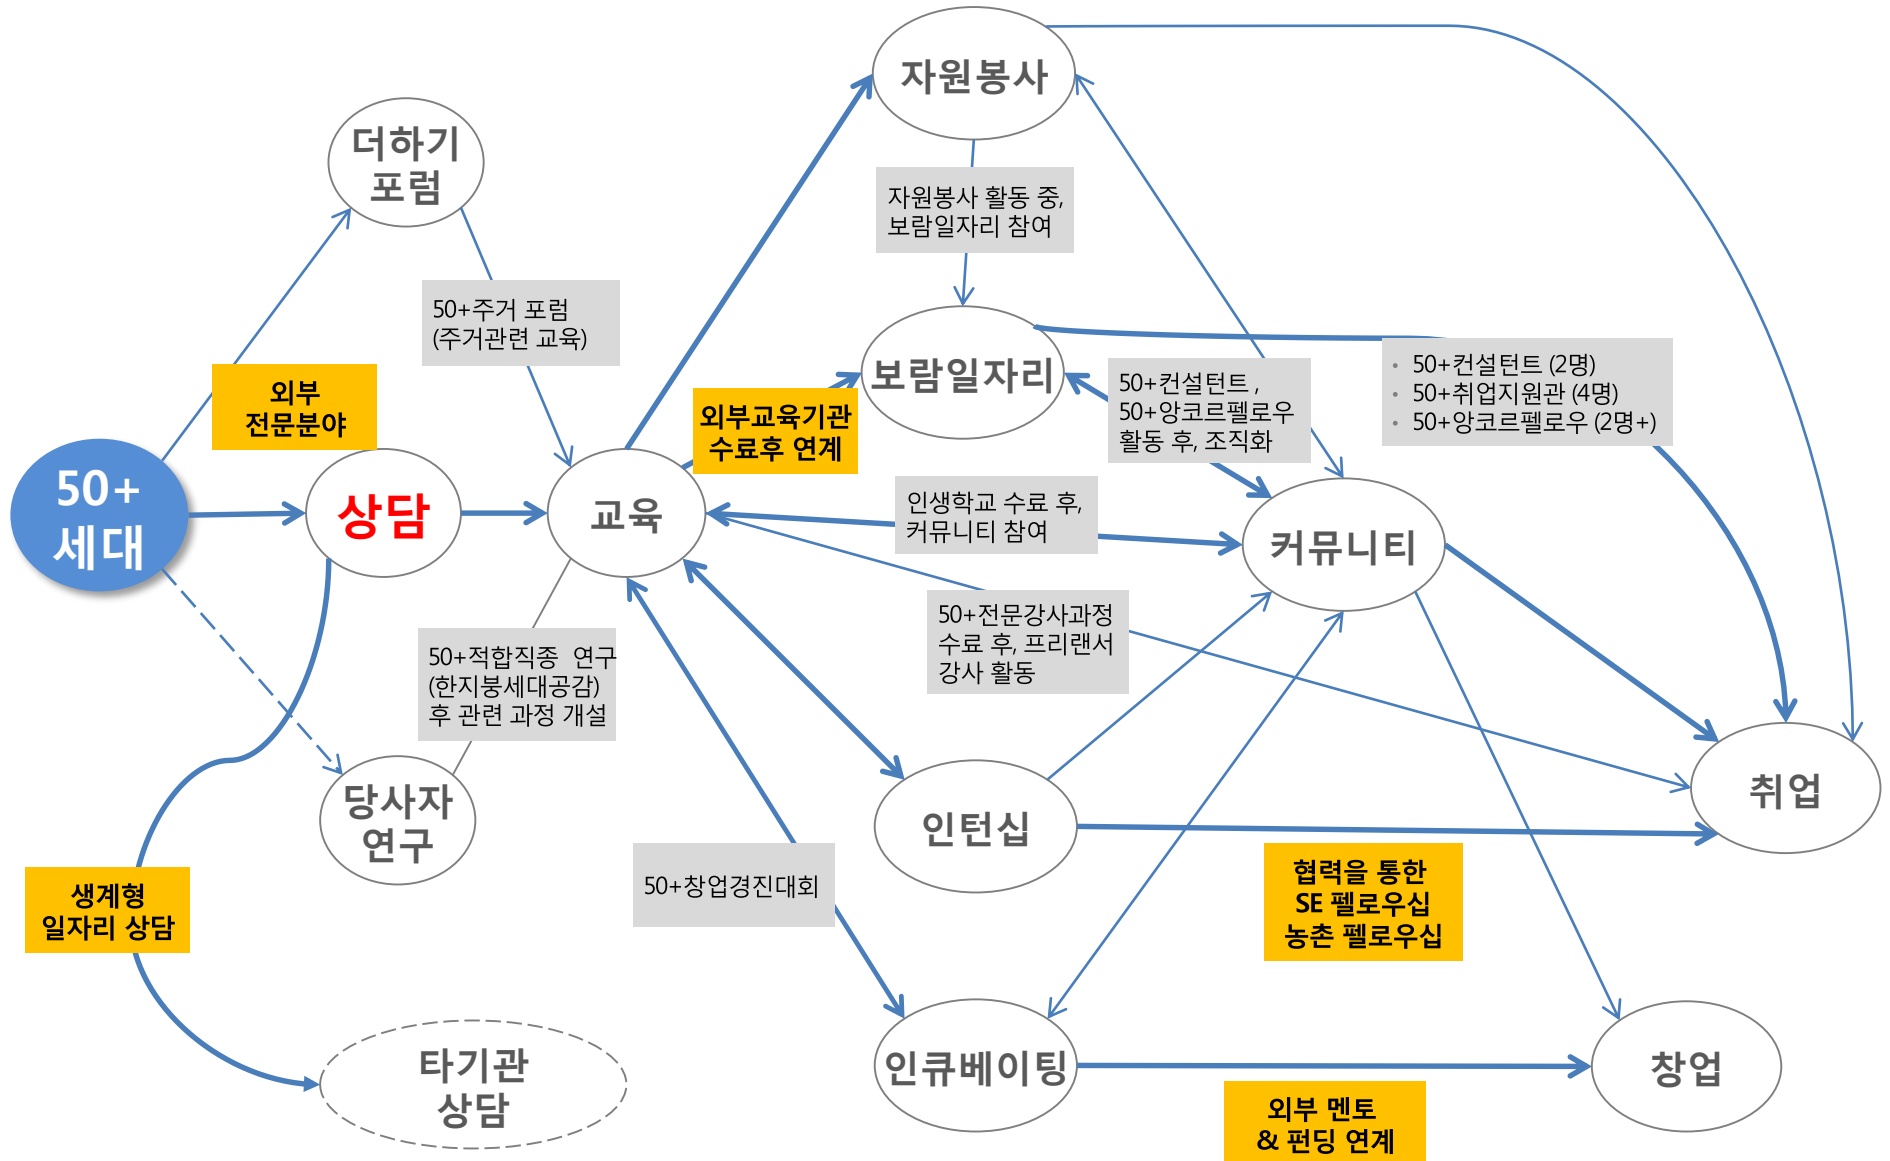 자원봉사
더하기
포럼
자원봉사 활동 중,
보람일자리 참여
50+주거 포럼
(주거관련 교육)
외부
전문분야
보람일자리
외부교육기관
수료후 연계
50+컨설턴트 ,
50+앙코르펠로우
활동 후, 조직화
• 50+컨설턴트 (2명)
• 50+취업지원관 (4명)
• 50+앙코르펠로우 (2명+)
50+
세대
상담
교육
인생학교 수료 후,
커뮤니티 참여
커뮤니티
50+전문강사과정
수료 후, 프리랜서
강사 활동
50+적합직종 연구
(한지붕세대공감)
후 관련 과정 개설
당사자
연구
인턴십
취업
생계형
일자리 상담
50+창업경진대회
협력을 통한
SE 펠로우십
농촌 펠로우십
타기관
상담
인큐베이팅
창업
외부 멘토
& 펀딩 연계